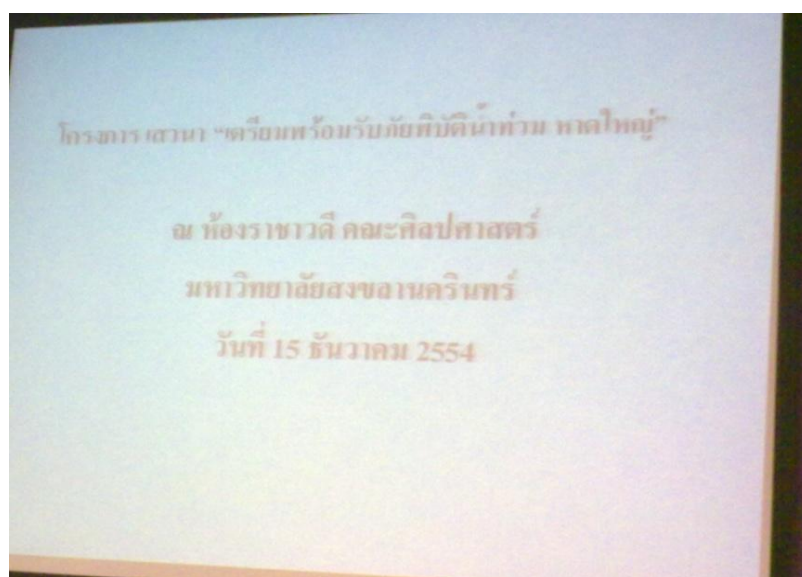 โครงการ เสวนา “เตรียมพร้อมรับภัยพิบัติน้ำท่วม หาดใหญ่”
ณ ห้องราชาวดี คณะศิลปศาสตร์
มหาวิทยาลัยสงขลานครินทร์
วันที่ 15 ธันวาคม 2554